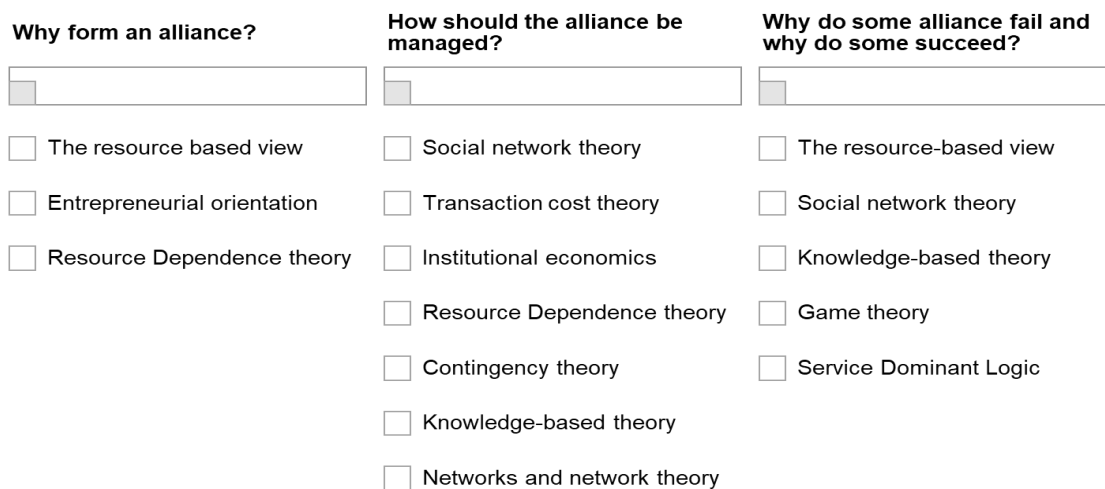 Why form an alliance?
The resource based view
Entrepreneurial orientation
Resource Dependence theory
How should the alliance be
managed?
Social network theory
Transaction cost theory
Institutional economics
Resource Dependence theory
Contingency theory
Knowledge-based theory
Networks and network theory
Why do some alliance fail and
why do some succeed?
The resource-based view
Social network theory
Knowledge-based theory
Game theory
Service Dominant Logic